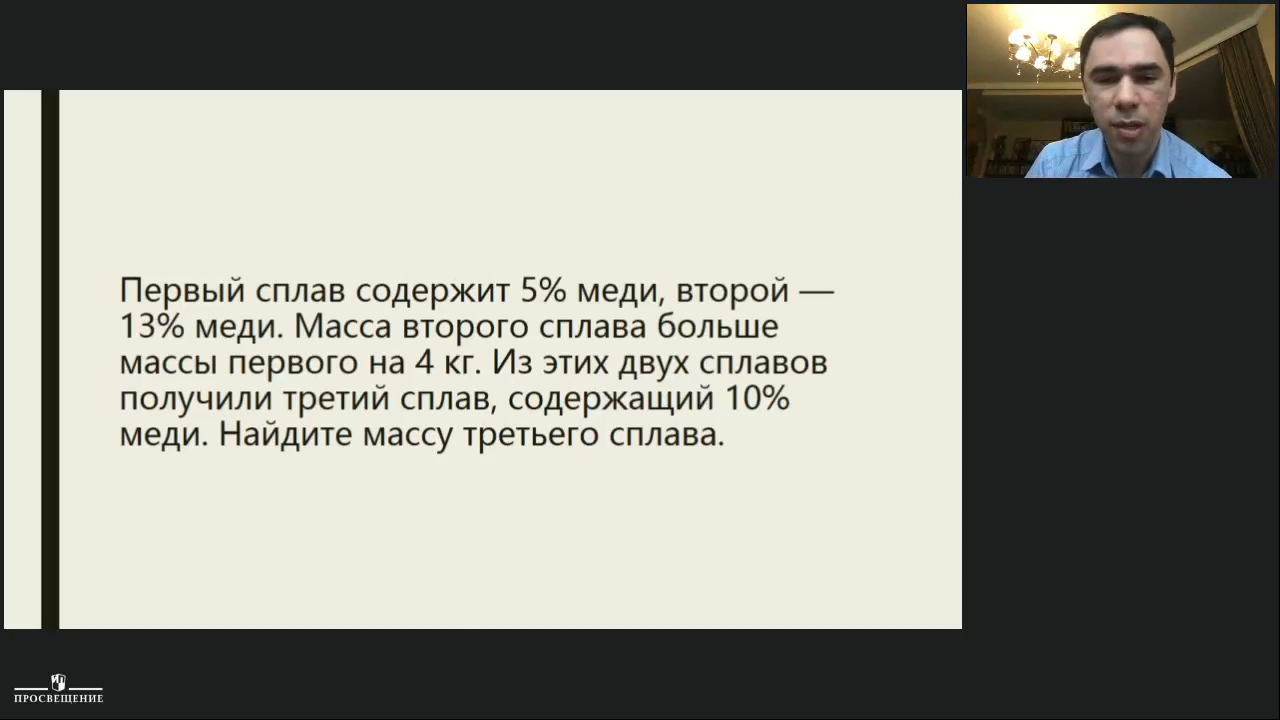 Первый сплав содержит 5% меди, второй —
13% меди. Масса второго сплава больше
массы первого на 4 кг. Из этих двух сплавов
получили третий сплав, содержащий 10%
меди. Найдите массу третьего сплава.
ПРОСВЕЩЕНИЕ